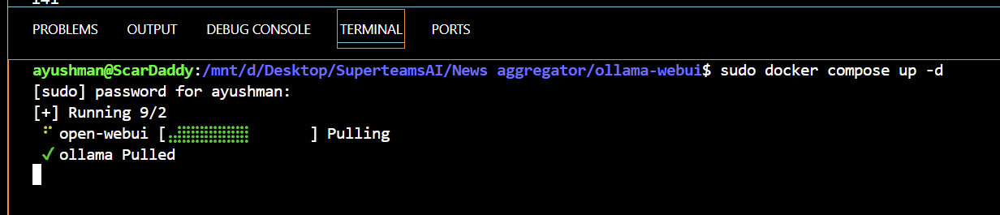 PROBLEMS OUTPUT DEBUG CONSOLE TERMINAL PORTS
ayushman@ScarDaddy:/mnt/d/Desktop/SuperteamsAI/News aggregator/ollama-webui$ sudo docker compose up -d
[sudo] password for ayushman:
[+] Running 9/2
open-webui [⣠⣿⣿⣿⣿⣿⣿⣿⣿⣿ ] Pulling
✓ ollama Pulled